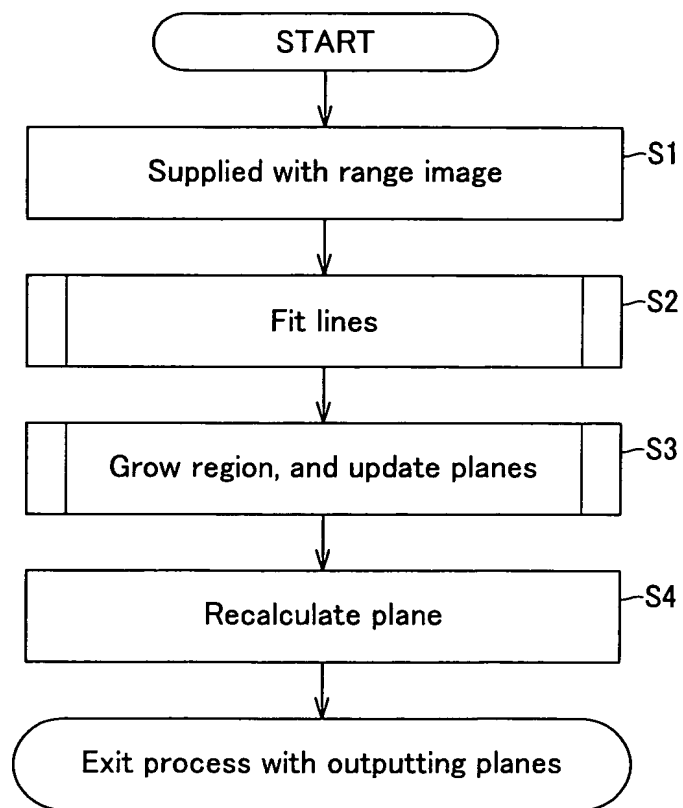 START
Supplied with range image
S1
Fit lines
S2
Grow region, and update planes
S3
Recalculate plane
S4
Exit process with outputting planes